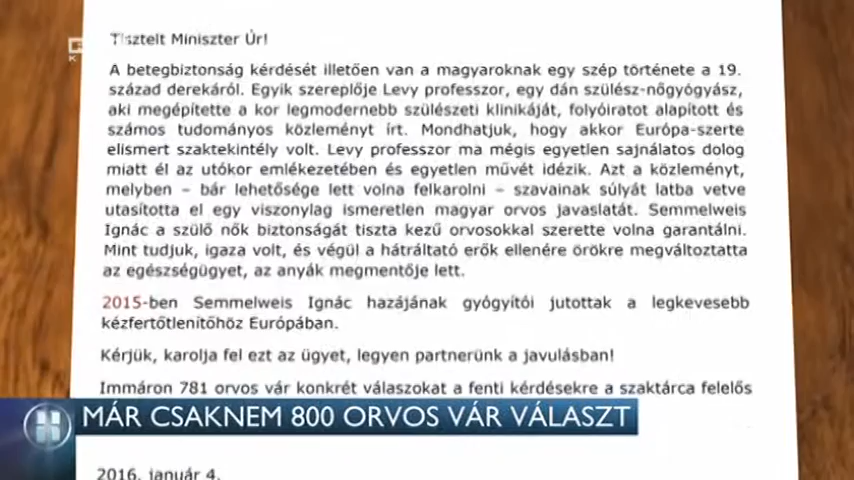 Tisztelt Miniszter Úr!
A betegbiztonság kérdését illetően van a magyaroknak egy szép története a 19.
század derekáról. Egyik szereplője Levy professzor, egy dán szülész-nőgyógyász,
aki megépítette a kor legmodernebb szülészeti klinikáját, folyóiratot alapított és
számos tudományos közleményt írt. Mondhatjuk, hogy akkor Európa-szerte
elismert szaktekintély volt. Levy professzor ma mégis egyetlen sajnálatos dolog
miatt él az utókor emlékezetében és egyetlen művét idézik. Azt a közleményt,
melyben – bár lehetősége lett volna felkarolni – szavainak súlyát latba vetve
utasította el egy viszonylag ismeretlen magyar orvos javaslatát. Semmelweis
Ignác a szülő nők biztonságát tiszta kezű orvosokkal szerette volna garantálni.
Mint tudjuk, igaza volt, és végül a hátráltató erők ellenére örökre megváltoztatta
az egészségügyet, az anyák megmentője lett.
2015-ben Semmelweis Ignác hazájának gyógyítói jutottak a legkevesebb
kézfertőtlenítőhöz Európában.
Kérjük, karolja fel ezt az ügyet, legyen partnerünk a javulásban!
Immáron 781 orvos vár konkrét válaszokat a fenti kérdésekre a szaktárca felelős
MÁR CSAKNEM 800 ORVOS VÁR VÁLASZT
2016. január 4.